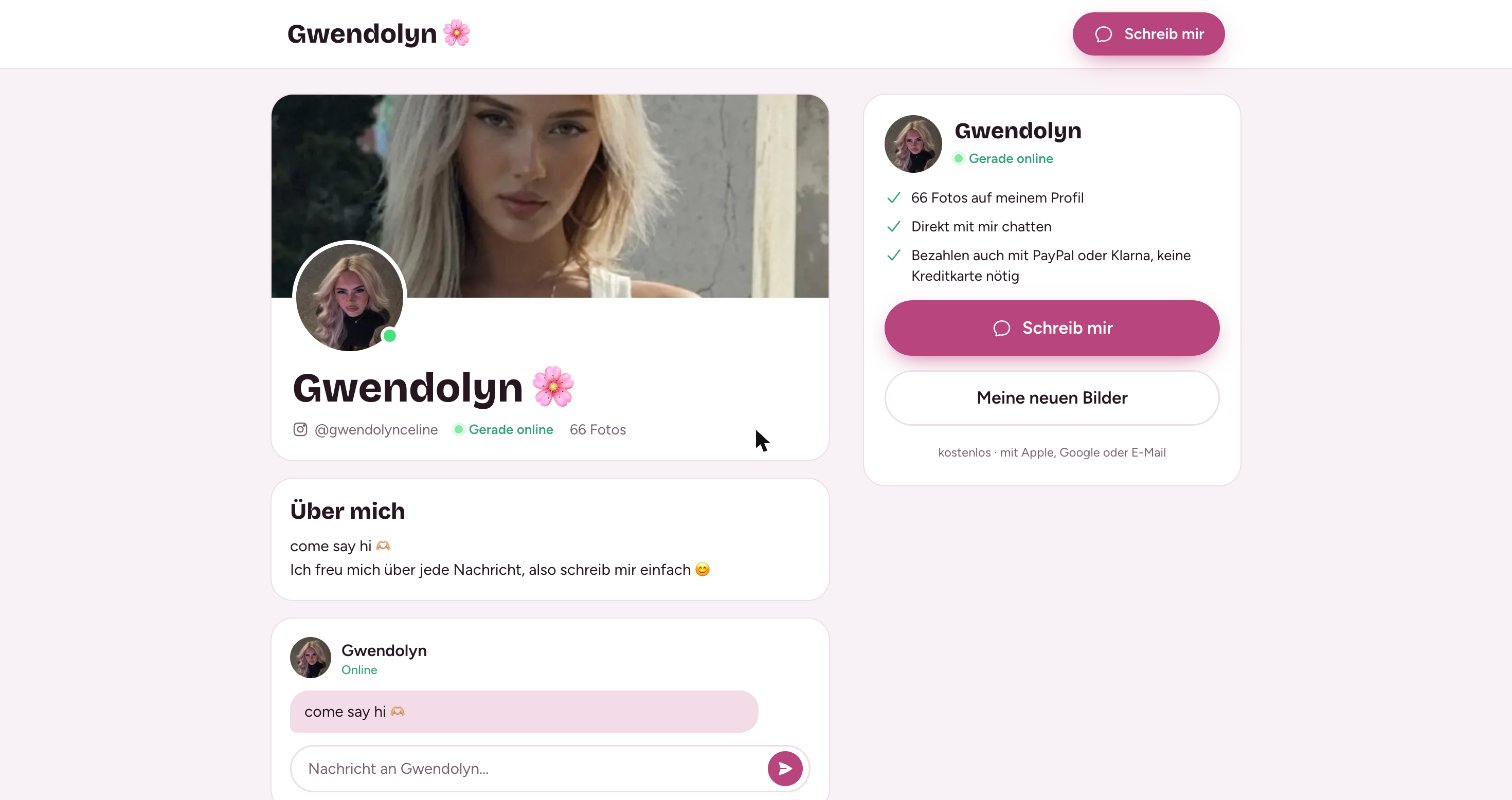 Gwendolyn 🌸
Schreib mir
Gwendolyn 🌸
@gwendolynceline
Gerade online
66 Fotos
Über mich
come say hi 🫶🏼
Ich freu mich über jede Nachricht, also schreib mir einfach 😊
Gwendolyn
Online
come say hi 🫶🏼
Nachricht an Gwendolyn...
Gwendolyn
Gerade online
66 Fotos auf meinem Profil
Direkt mit mir chatten
Bezahlen auch mit PayPal oder Klarna, keine
Kreditkarte nötig
Schreib mir
Meine neuen Bilder
kostenlos · mit Apple, Google oder E-Mail